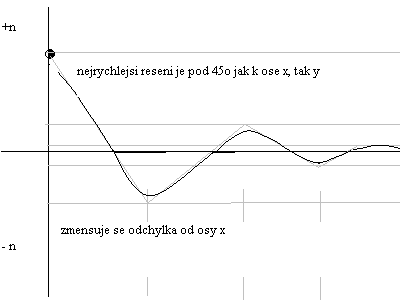 +n
nejrychlejsi reseni je pod 45o jak k ose x, tak y
zmensuje se odchylka od osy x
- n